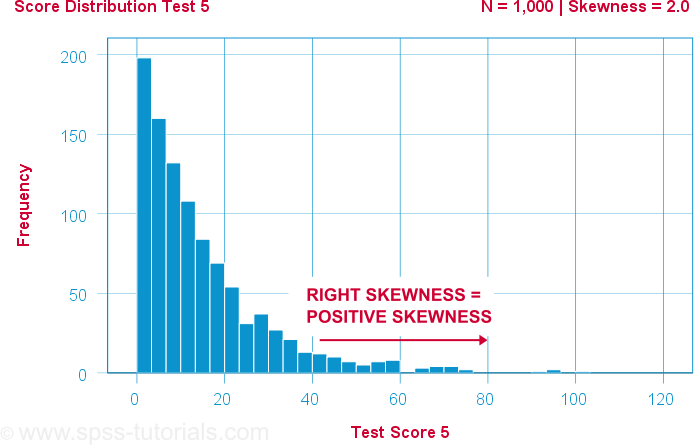 Score Distribution Test 5
N = 1,000 | Skewness = 2.0
200
150
100
50
0
Frequency
RIGHT SKEWNESS =
POSITIVE SKEWNESS
0 20 40 60 80 100 120
Test Score 5
© www.spss-tutorials.com